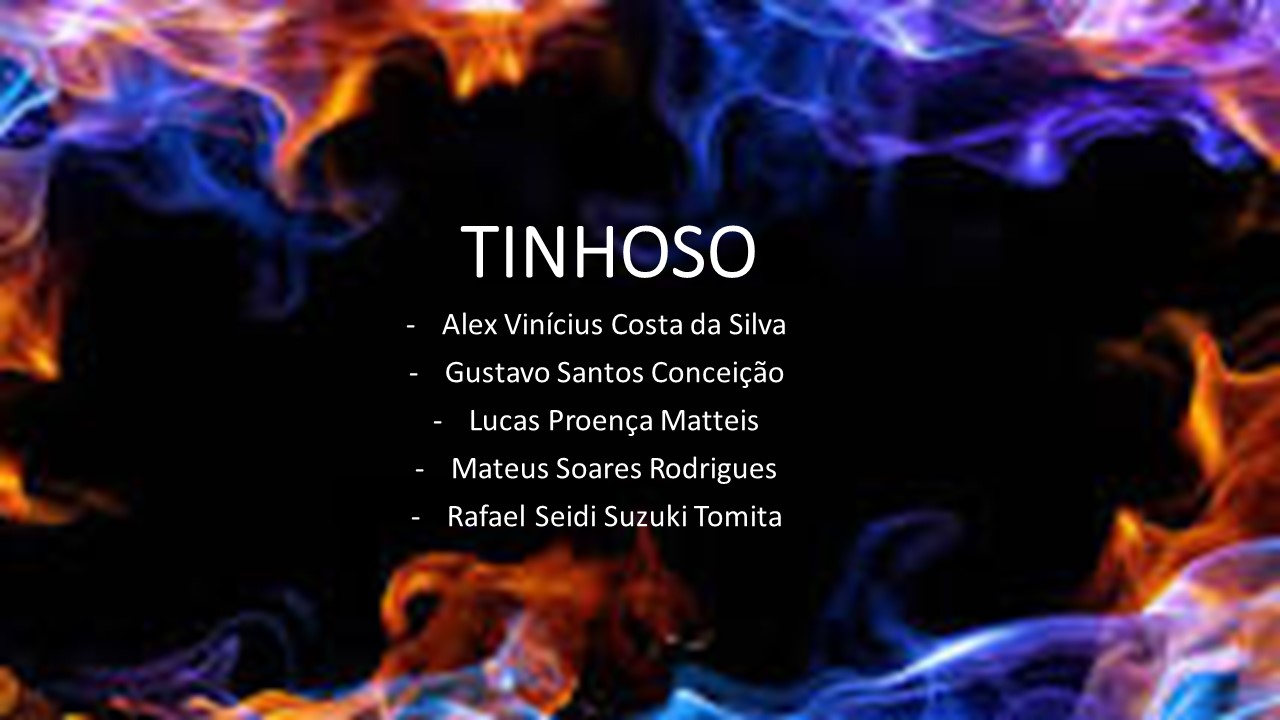 TINHOSO
- Alex Vinícius Costa da Silva
- Gustavo Santos Conceição
- Lucas Proença Matteis
- Mateus Soares Rodrigues
- Rafael Seidi Suzuki Tomita